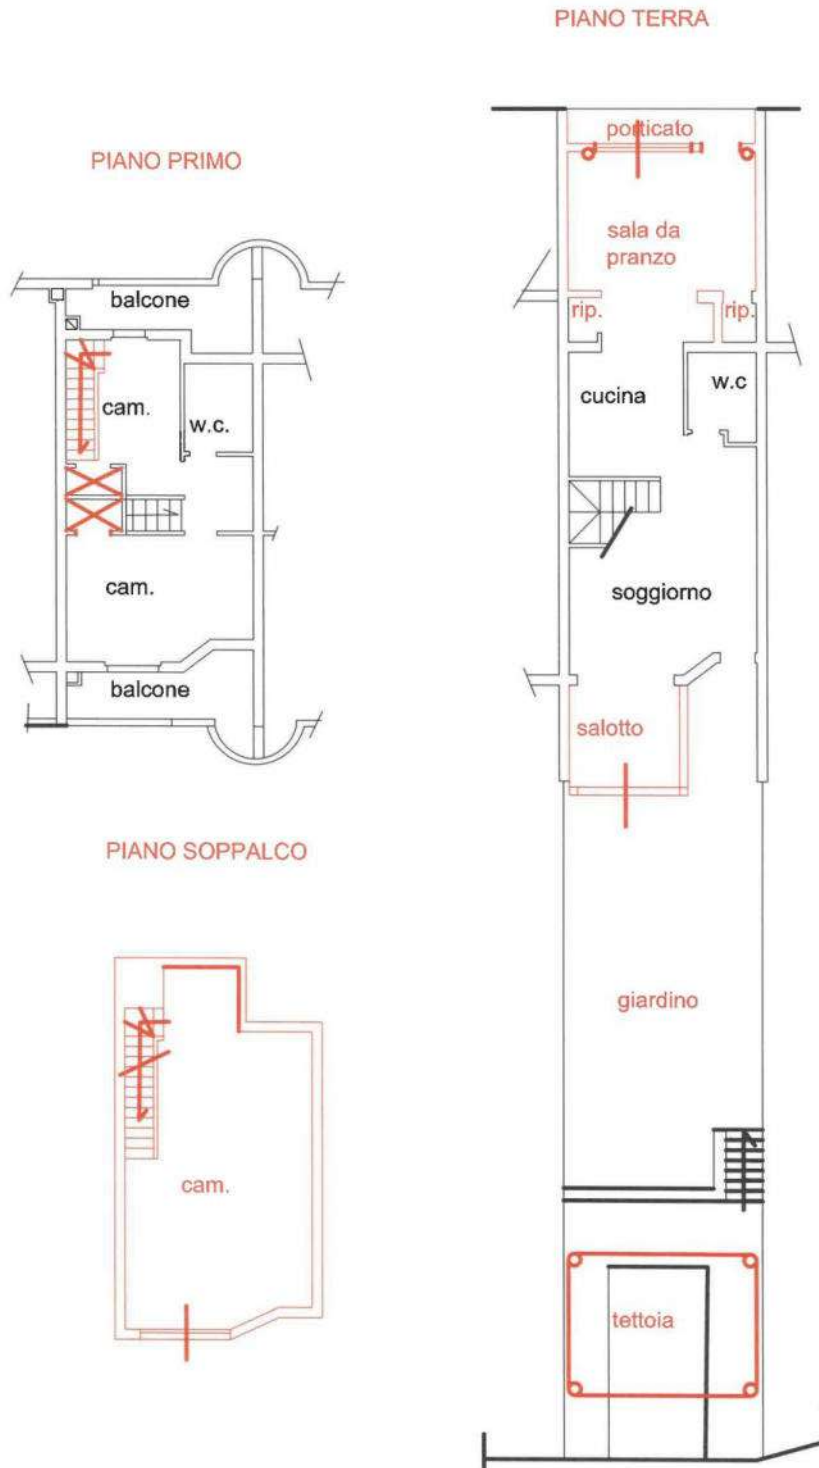 PIANO TERRA
porticato
sala da
pranzo
rip.
rip.
cucina
w.c
soggiorno
salotto
giardino
tettoia
PIANO PRIMO
balcone
cam.
w.c.
cam.
balcone
PIANO SOPPALCO
cam.